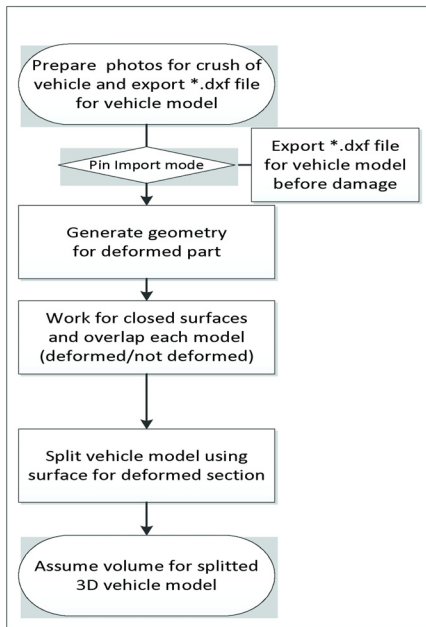 Prepare photos for crush of
vehicle and export *.dxf file
for vehicle model
Pin Import mode
Export *.dxf file
for vehicle model
before damage
Generate geometry
for deformed part
Work for closed surfaces
and overlap each model
(deformed/not deformed)
Split vehicle model using
surface for deformed section
Assume volume for splitted
3D vehicle model